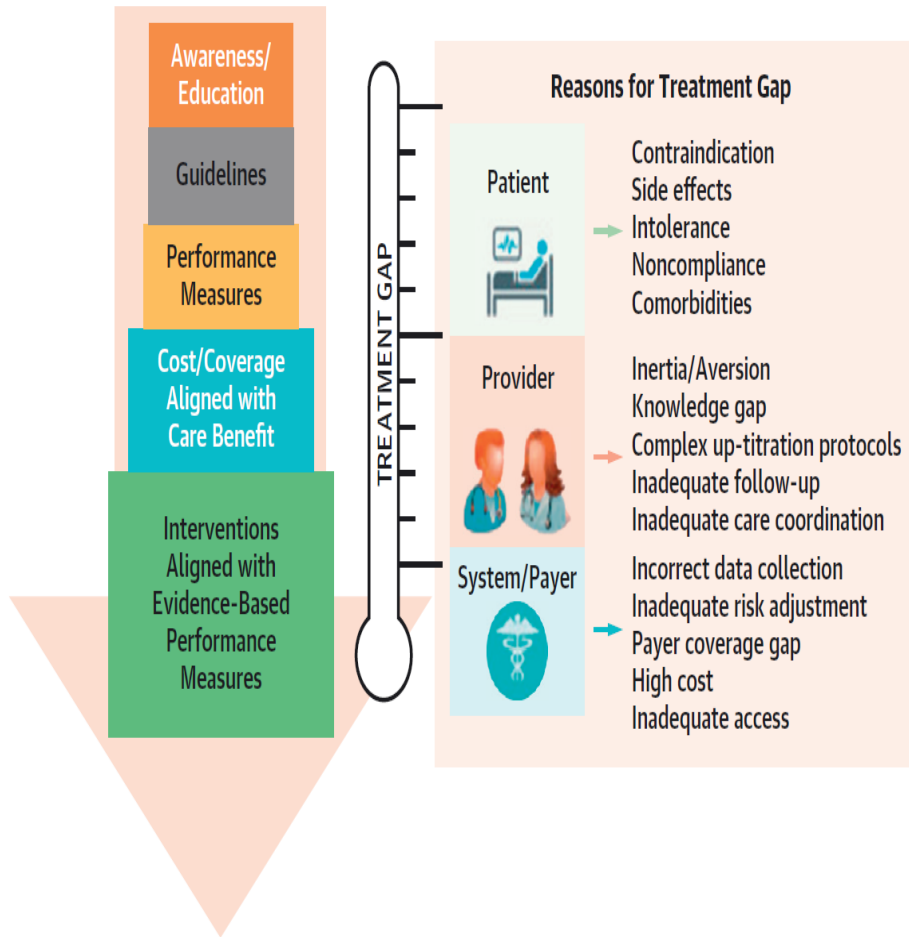 Awareness/
Education
Guidelines
Performance
Measures
Cost/Coverage
Aligned with
Care Benefit
Interventions
Aligned with
Evidence-Based
Performance
Measures
TREATMENT GAP
Reasons for Treatment Gap
Patient
Contraindication
Side effects
Intolerance
Noncompliance
Comorbidities
Provider
Inertia/Aversion
Knowledge gap
Complex up-titration protocols
Inadequate follow-up
Inadequate care coordination
System/Payer
Incorrect data collection
Inadequate risk adjustment
Payer coverage gap
High cost
Inadequate access